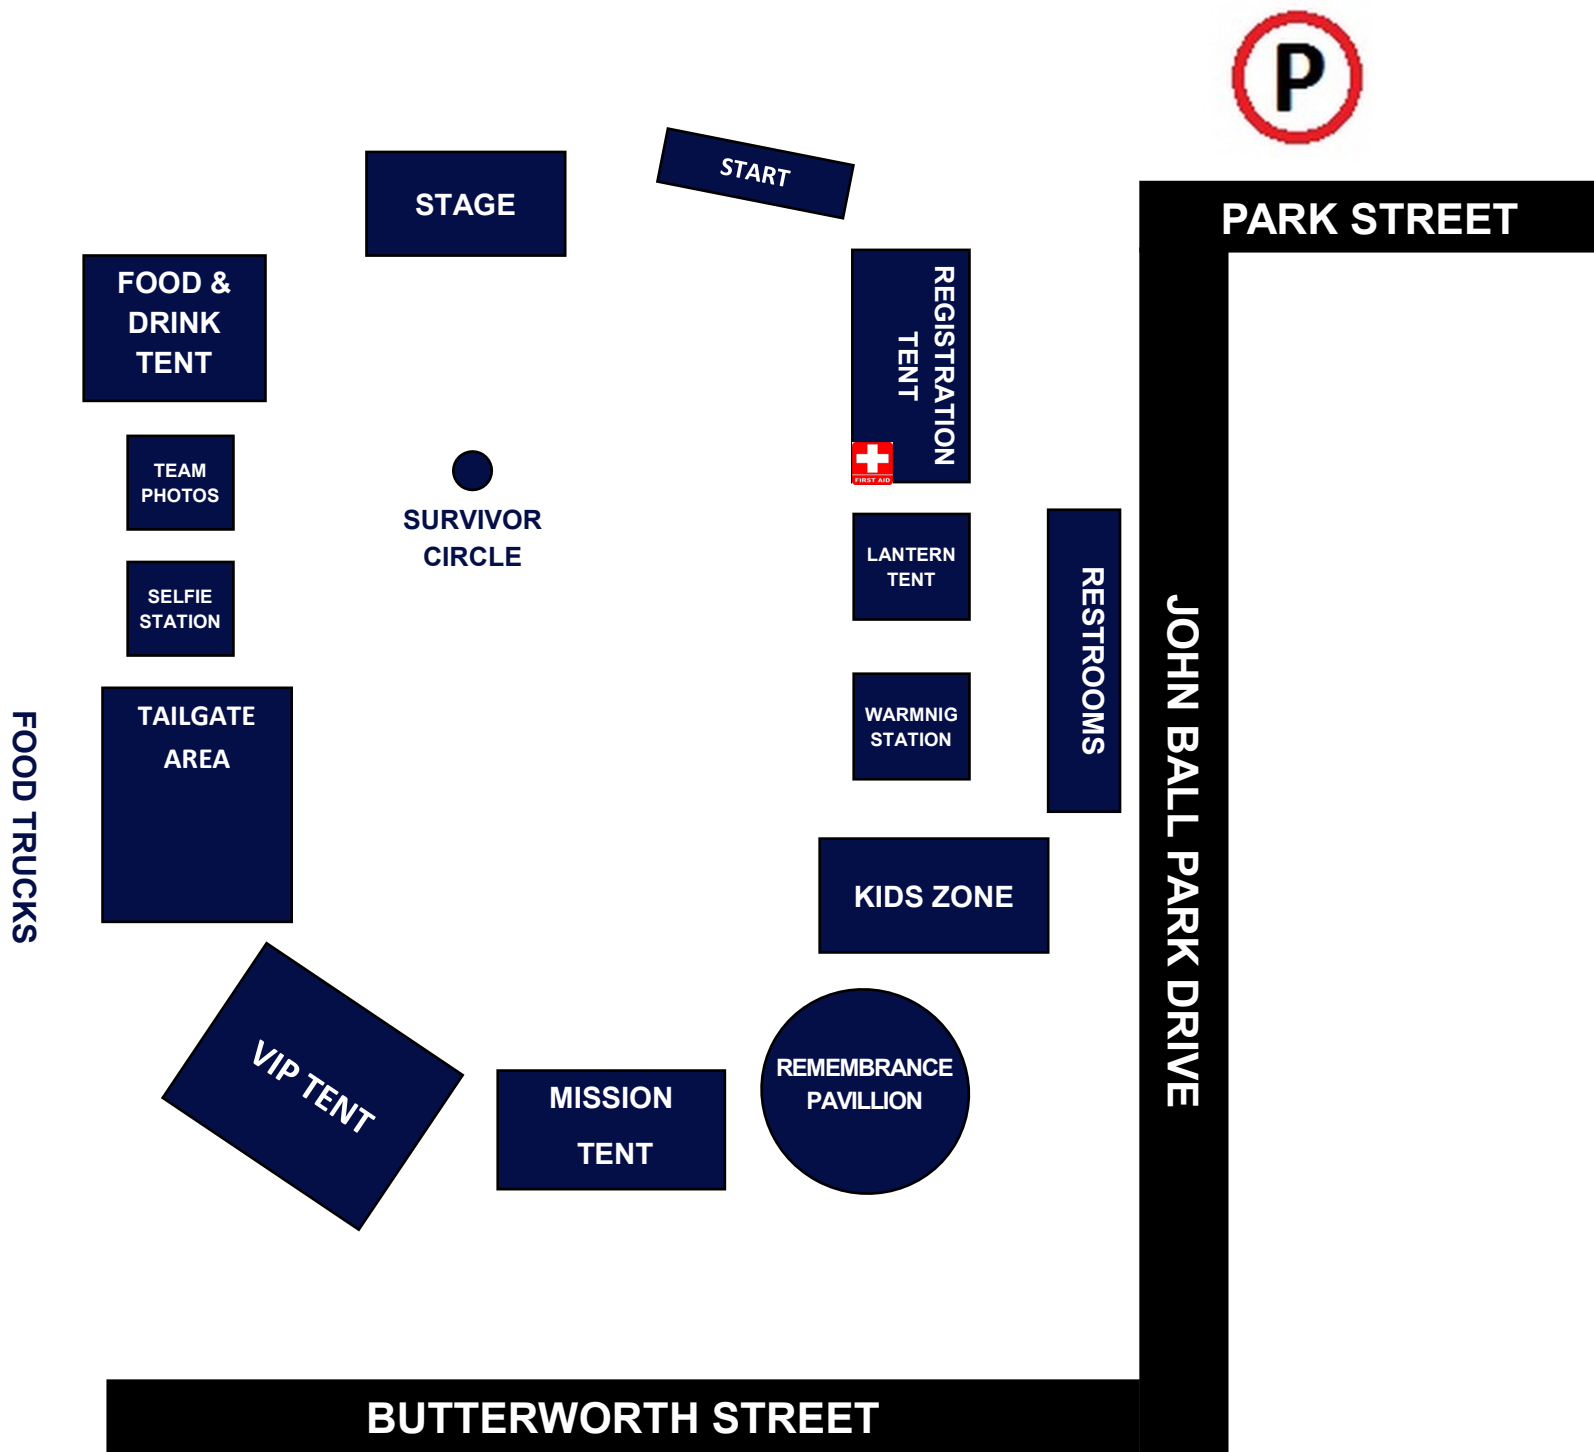 P
START
STAGE
PARK STREET
FOOD &
DRINK
TENT
REGISTRATION
TENT
FIRST AID
TEAM
PHOTOS
SURVIVOR
CIRCLE
LANTERN
TENT
SELFIE
STATION
RESTROOMS
JOHN BALL PARK DRIVE
TAILGATE
AREA
FOOD TRUCKS
WARMNIG
STATION
KIDS ZONE
VIP TENT
MISSION
TENT
REMEMBRANCE
PAVILLION
BUTTERWORTH STREET